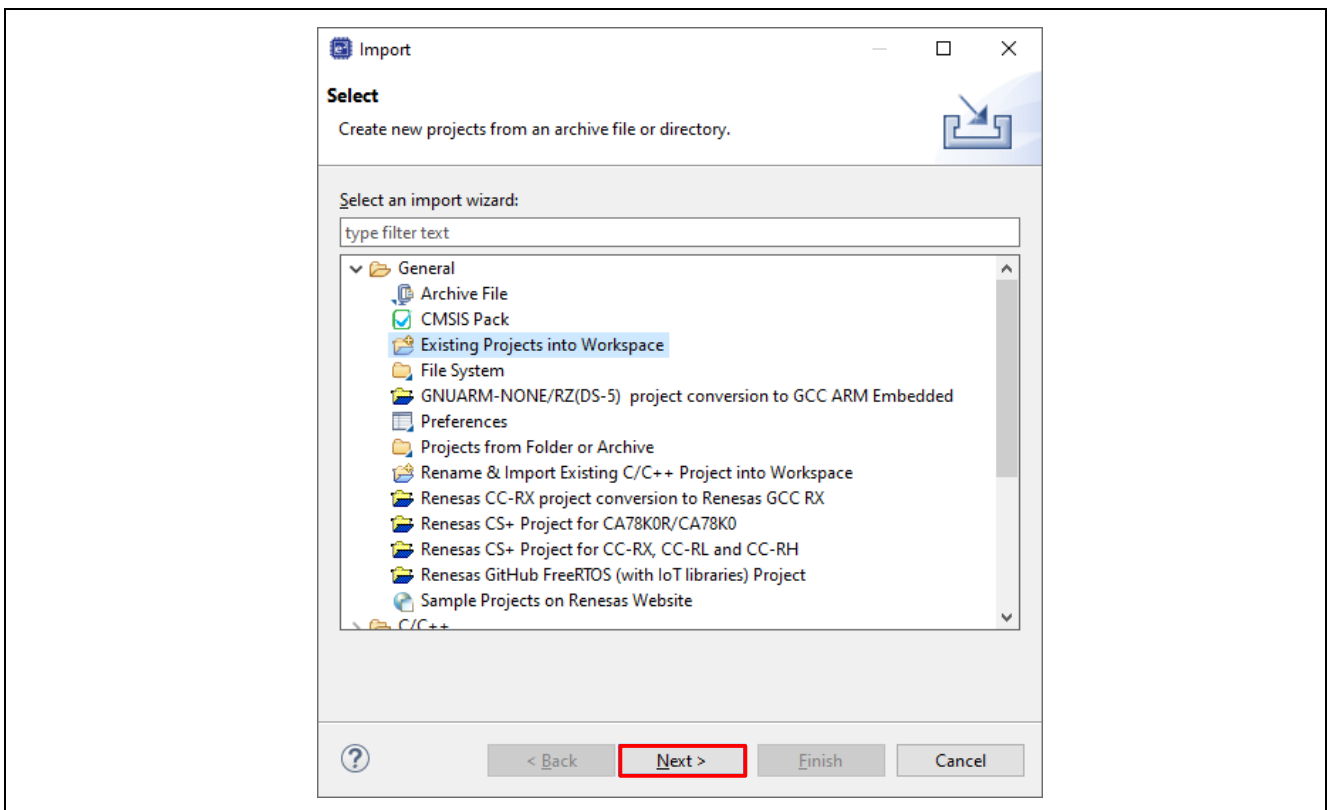 Import
Select
Create new projects from an archive file or directory.
Select an import wizard:
type filter text
General
Archive File
CMSIS Pack
Existing Projects into Workspace
File System
GNUARM-NONE/RZ(DS-5)  project conversion to GCC ARM Embedded
Preferences
Projects from Folder or Archive
Rename & Import Existing C/C++ Project into Workspace
Renesas CC-RX project conversion to Renesas GCC RX
Renesas CS+ Project for CA78K0R/CA78K0
Renesas CS+ Project for CC-RX, CC-RL and CC-RH
Renesas GitHub FreeRTOS (with IoT libraries) Project
Sample Projects on Renesas Website
C/C++
? < Back Next > Finish Cancel